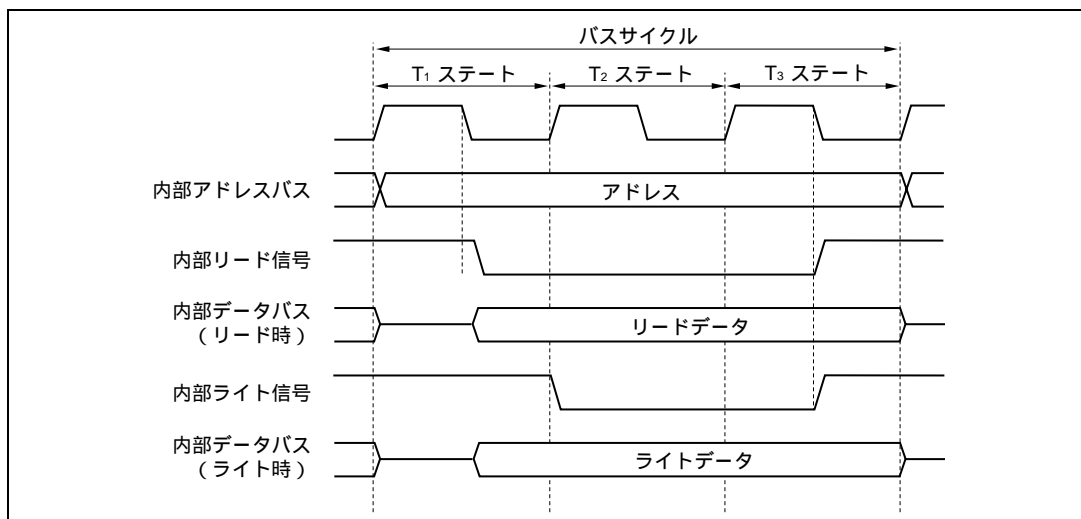 バスサイクル
T₁ ステート T₂ ステート T₃ ステート
内部アドレスバス アドレス
内部リード信号
内部データバス
(リード時) リードデータ
内部ライト信号
内部データバス
(ライト時) ライトデータ